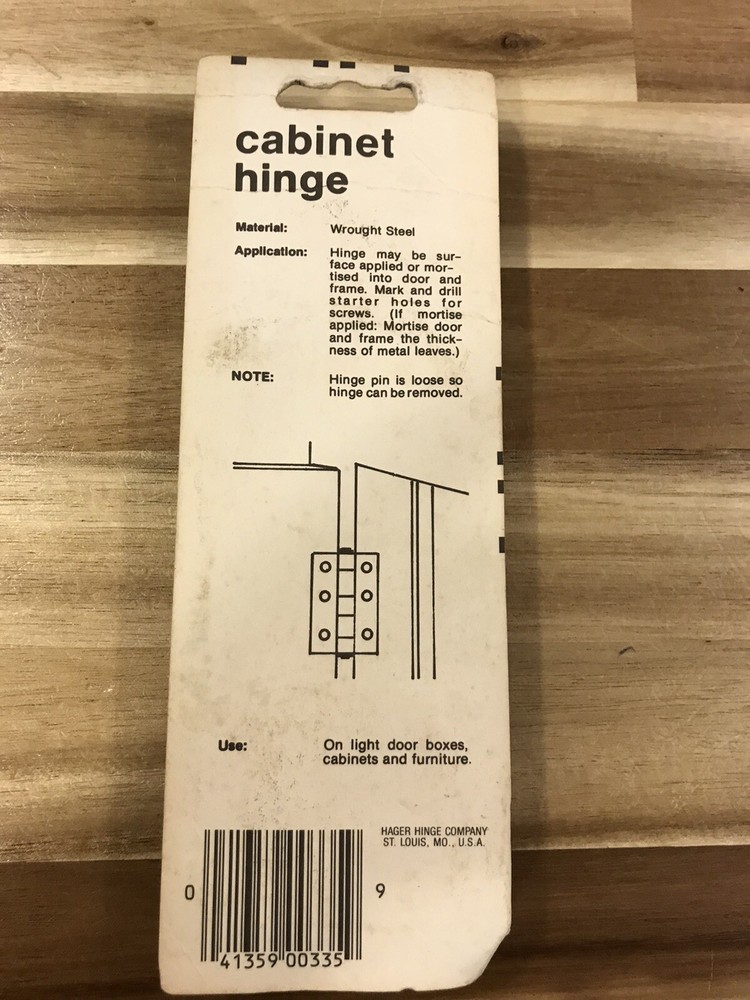 cabinet
hinge
Material: Wrought Steel
Application: Hinge may be sur-
face applied or mor-
tised into door and
frame. Mark and drill
starter holes for
screws. (If mortise
applied: Mortise door
and frame the thick-
ness of metal leaves.)
NOTE: Hinge pin is loose so
hinge can be removed.
Use: On light door boxes,
cabinets and furniture.
HAGER HINGE COMPANY
ST. LOUIS, MO., U.S.A.
0 41359 00335 9